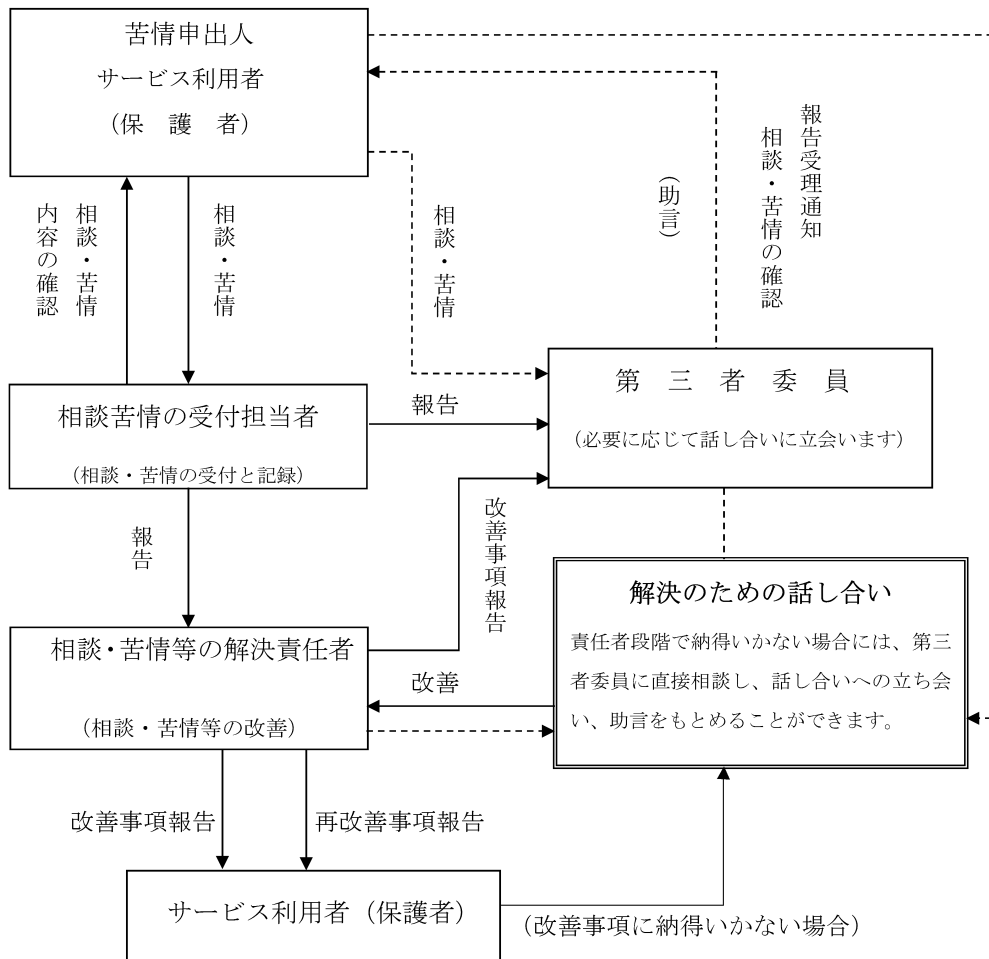 苦情申出人
サービス利用者
（保　護　者）
相談・苦情
内容の確認
相談・苦情
相談・苦情
（助言）
報告受理通知
相談・苦情の確認
第　三　者　委　員
（必要に応じて話し合いに立会います）
相談苦情の受付担当者
（相談・苦情の受付と記録）
報告
報告
改善事項報告
解決のための話し合い
責任者段階で納得いかない場合には、第三
者委員に直接相談し、話し合いへの立ち会
い、助言をもとめることができます。
相談・苦情等の解決責任者
（相談・苦情等の改善）
改善
改善事項報告
再改善事項報告
サービス利用者（保護者）
（改善事項に納得いかない場合）